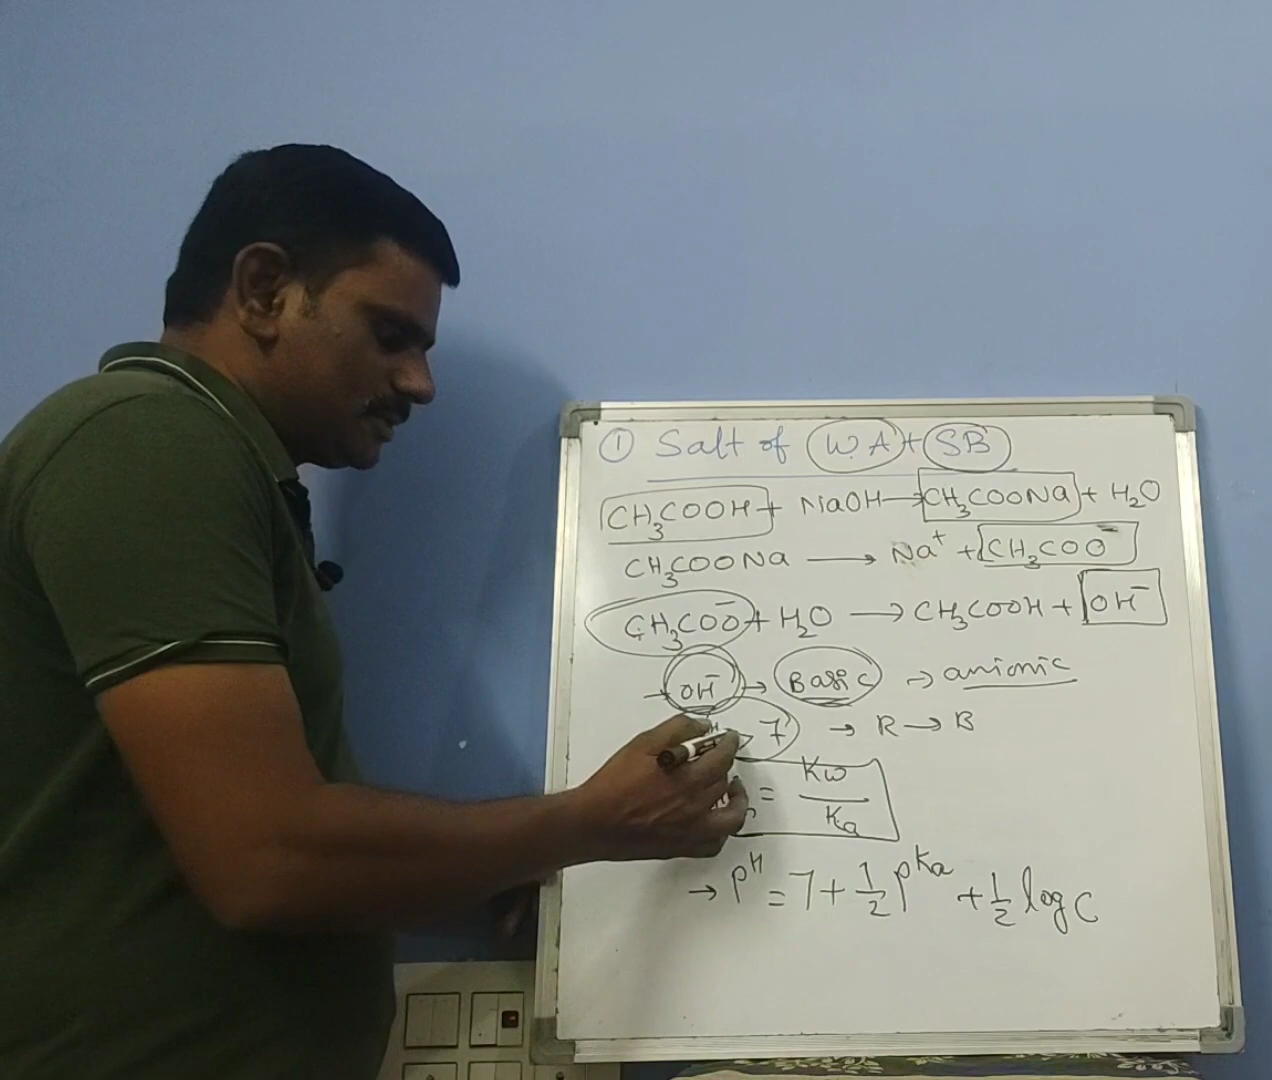 ① Salt of WA + SB
CH₃COOH + NaOH → CH₃COONa + H₂O
CH₃COONa → Na⁺ + CH₃COO⁻
CH₃COO⁻ + H₂O → CH₃COOH + OH⁻
→ OH⁻ → Basic → anionic
> 7 → R → B
= Kw / Ka
→ pH = 7 + ½ pKa + ½ log C